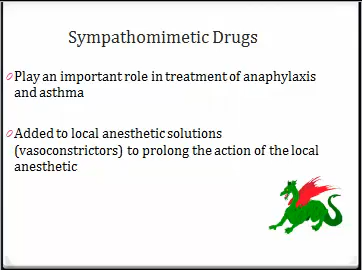 Sympathomimetic Drugs
Play an important role in treatment of anaphylaxis
and asthma
Added to local anesthetic solutions
(vasoconstrictors) to prolong the action of the local
anesthetic